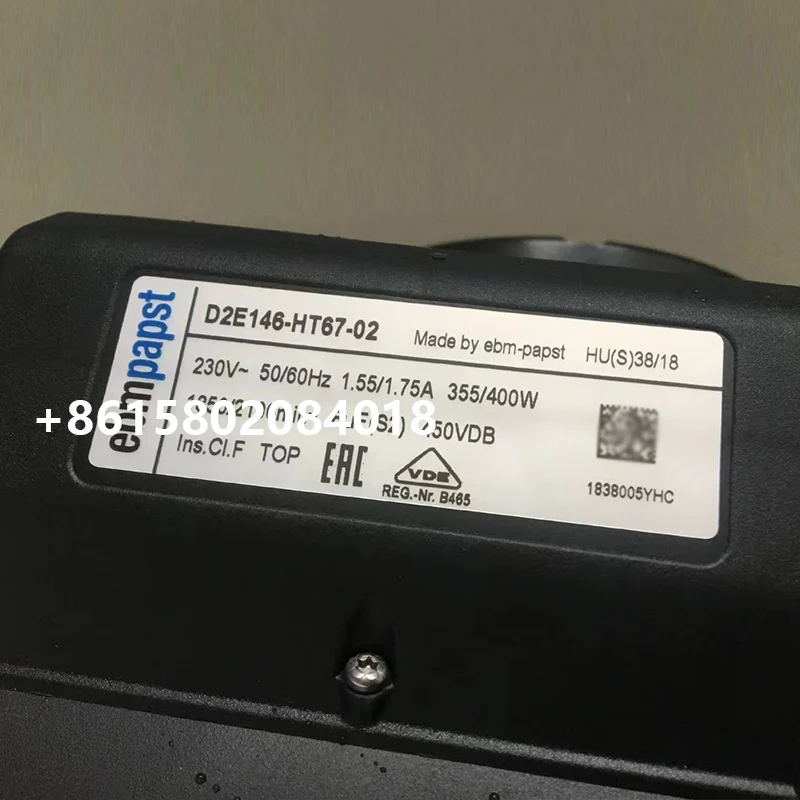 ebmpapst
D2E146-HT67-02 Made by ebm-papst HU(S)38/18
230V~ 50/60Hz 1.55/1.75A 355/400W
+8615802084018
450VDB
Ins.Cl.F TOP EAC VDE
REG.-Nr. B465
1838005YHC